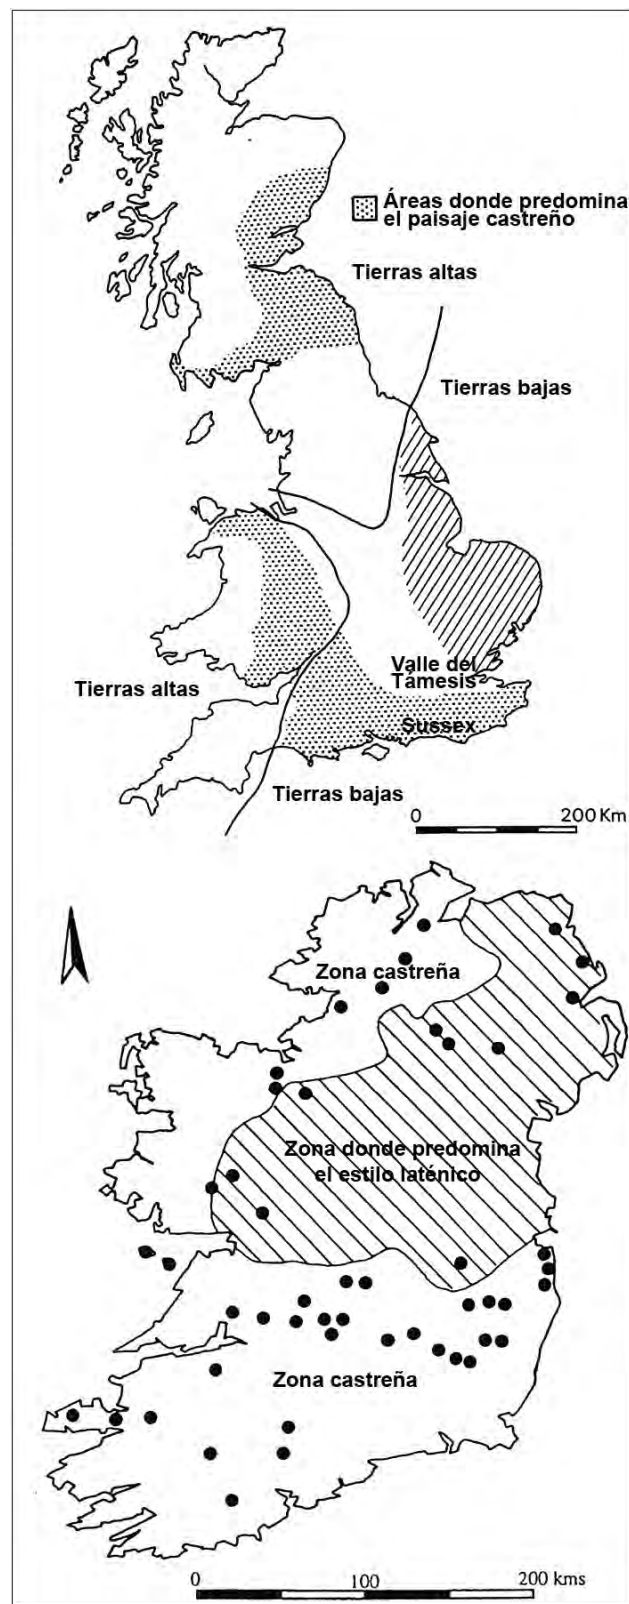 Áreas donde predomina
el paisaje castreño
Tierras altas
Tierras bajas
Valle del
Támesis
Tierras altas
Sussex
Tierras bajas
0 200 Km
Zona castreña
Zona donde predomina
el estilo laténico
Zona castreña
0 100 200 kms